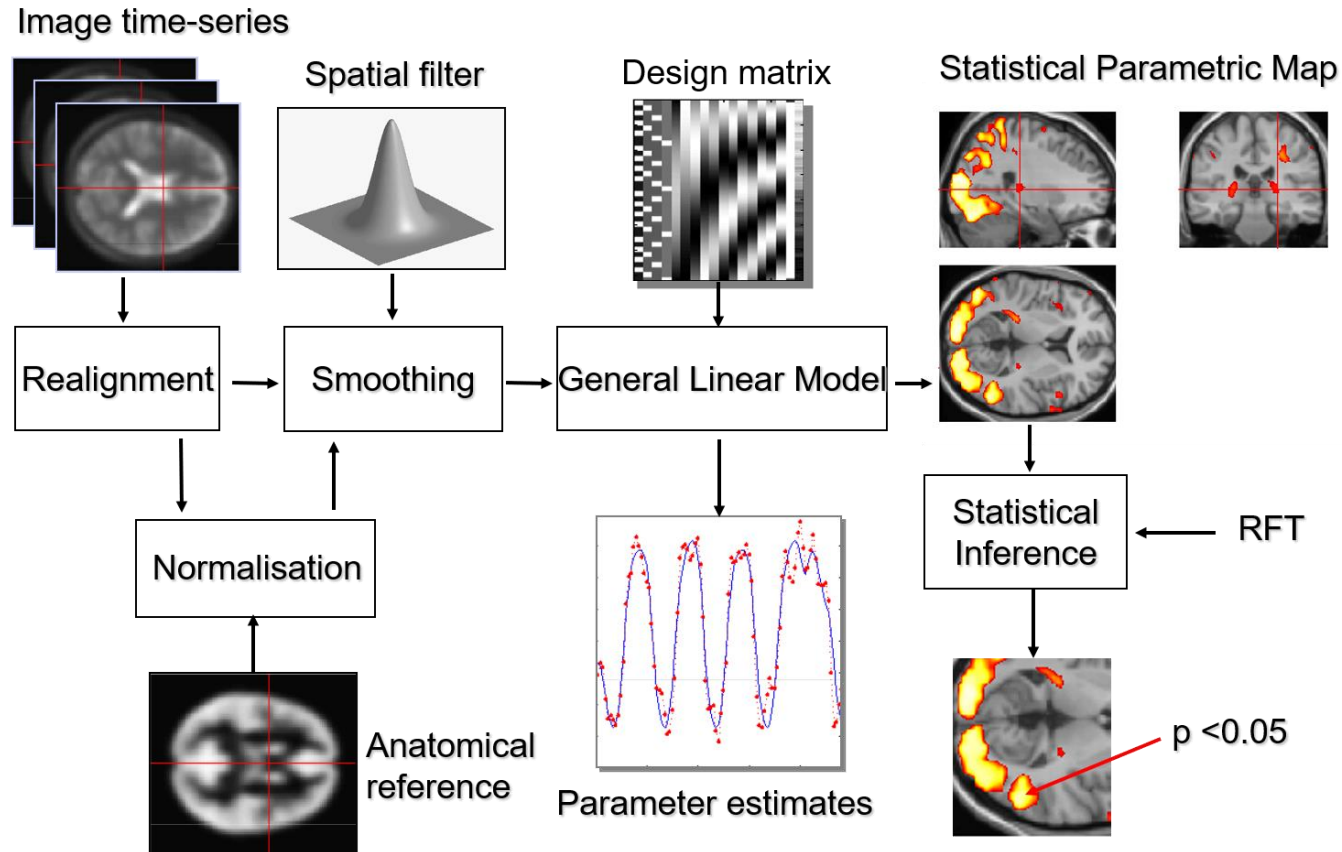 Image time-series
Spatial filter
Design matrix
Statistical Parametric Map
Realignment
Smoothing
General Linear Model
Normalisation
Statistical
Inference
RFT
Anatomical
reference
Parameter estimates
p <0.05